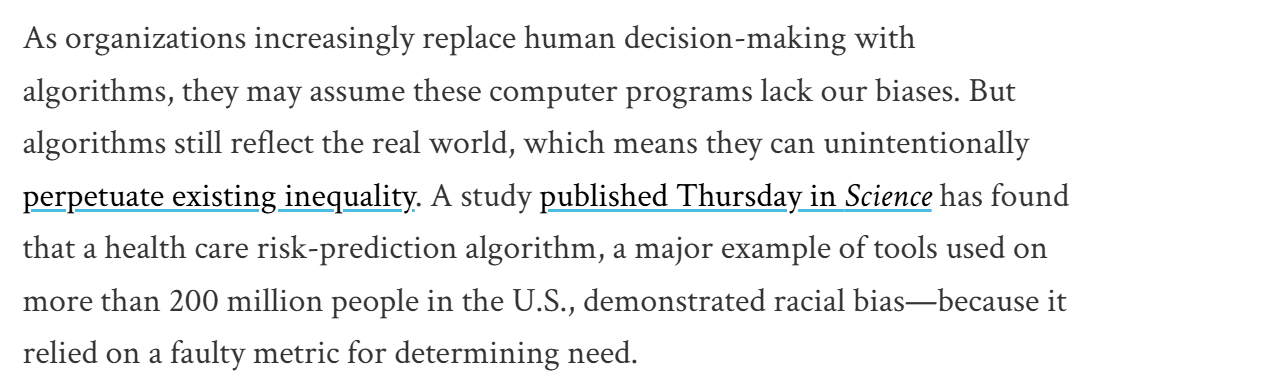 As organizations increasingly replace human decision-making with
algorithms, they may assume these computer programs lack our biases. But
algorithms still reflect the real world, which means they can unintentionally
perpetuate existing inequality. A study published Thursday in Science has found
that a health care risk-prediction algorithm, a major example of tools used on
more than 200 million people in the U.S., demonstrated racial bias—because it
relied on a faulty metric for determining need.